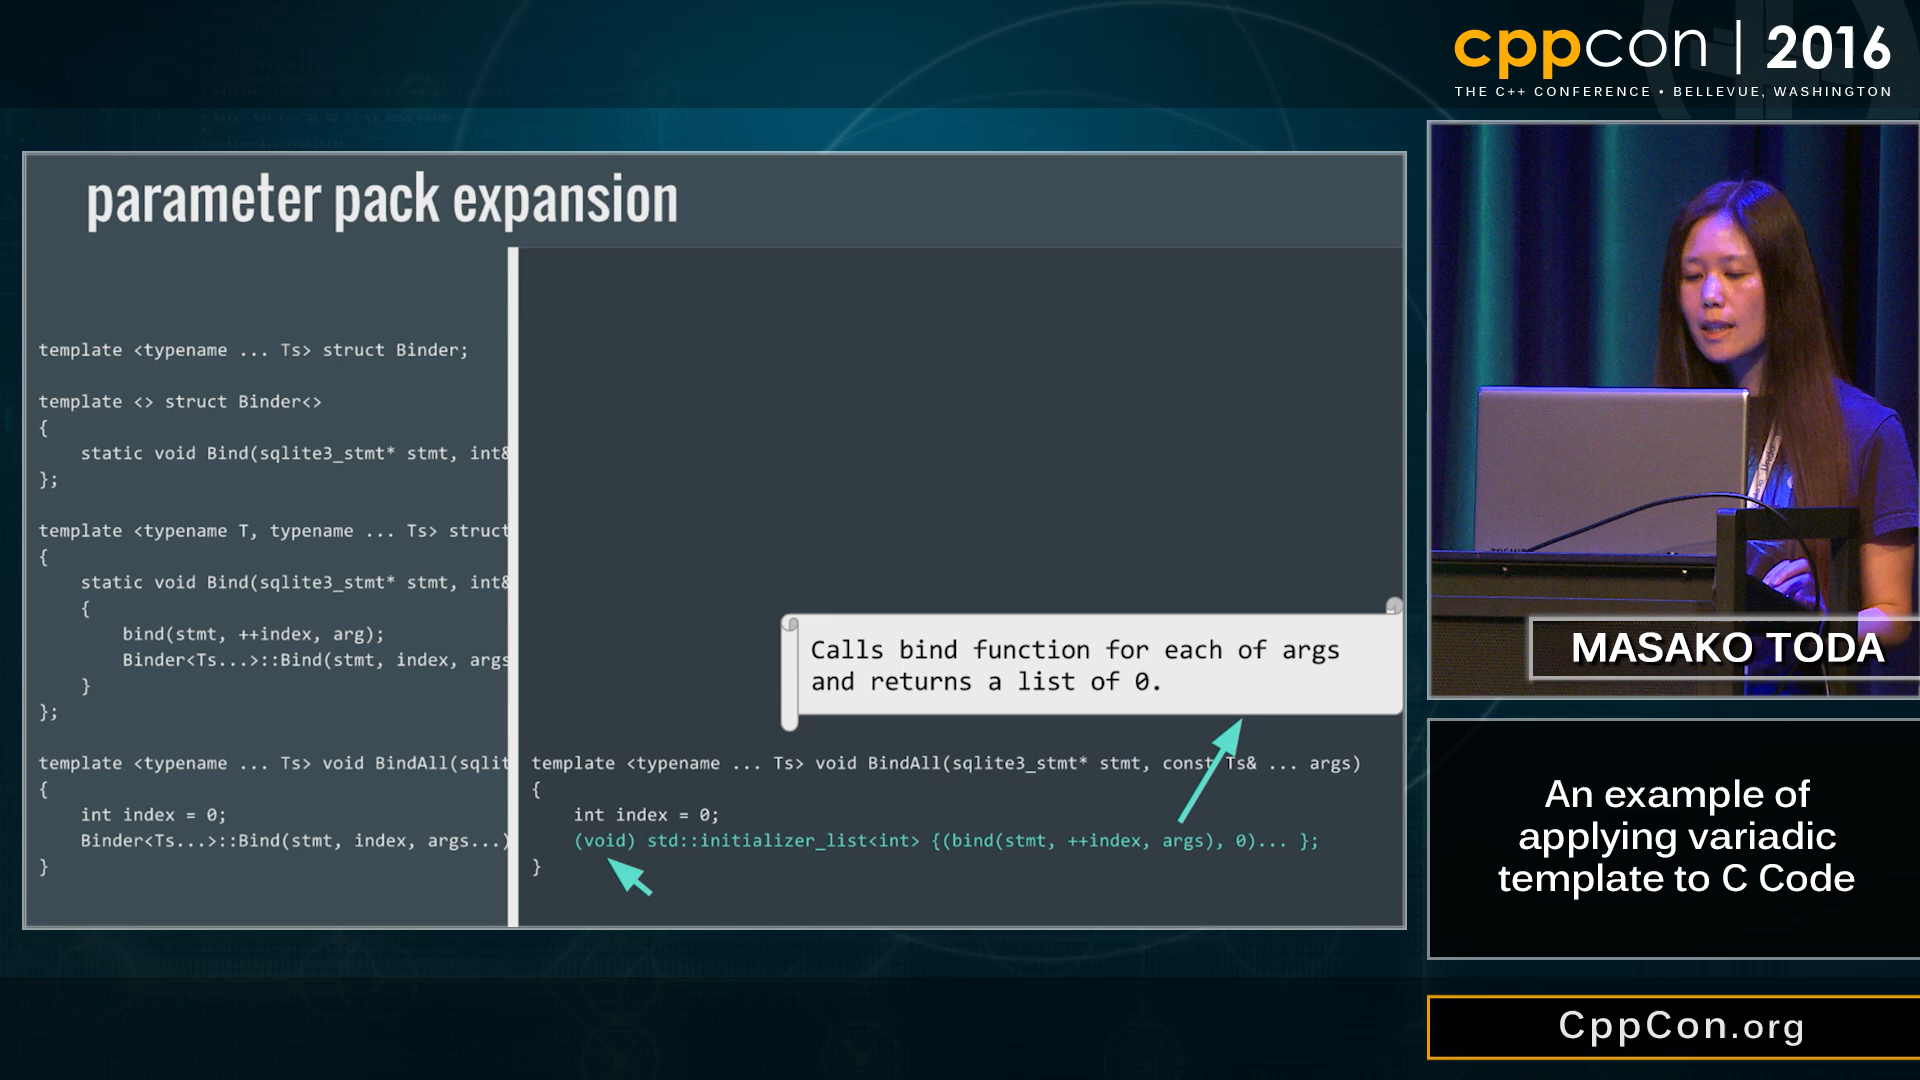 cppcon | 2016
THE C++ CONFERENCE • BELLEVUE, WASHINGTON
parameter pack expansion
template <typename ... Ts> struct Binder;
template <> struct Binder<>
{
static void Bind(sqlite3_stmt* stmt, int&
};
template <typename T, typename ... Ts> struct
{
static void Bind(sqlite3_stmt* stmt, int&
{
bind(stmt, ++index, arg);
Binder<Ts...>::Bind(stmt, index, args
}
};
template <typename ... Ts> void BindAll(sqlit
{
int index = 0;
Binder<Ts...>::Bind(stmt, index, args...)
}
Calls bind function for each of args
and returns a list of 0.
template <typename ... Ts> void BindAll(sqlite3_stmt* stmt, const Ts& ... args)
{
int index = 0;
(void) std::initializer_list<int> {(bind(stmt, ++index, args), 0)... };
}
MASAKO TODA
An example of
applying variadic
template to C Code
CppCon.org